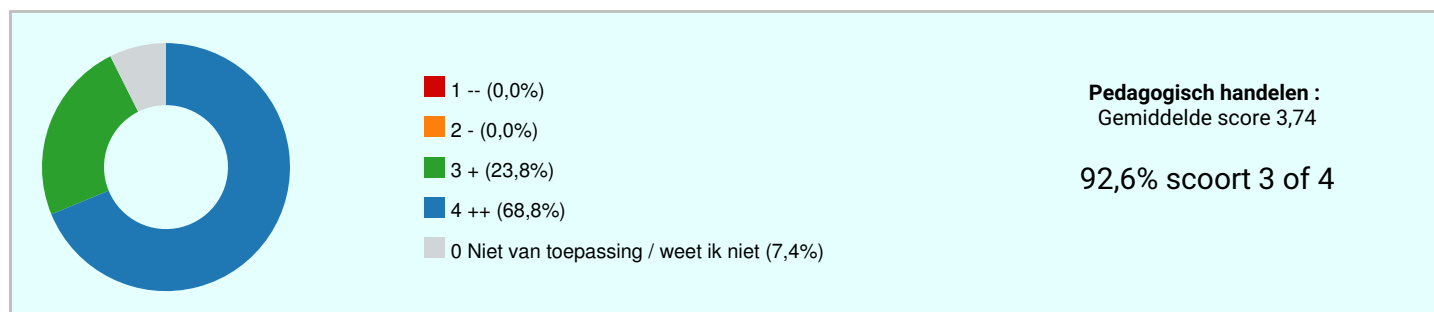 1 -- (0,0%)
2 - (0,0%)
3 + (23,8%)
4 ++ (68,8%)
0 Niet van toepassing / weet ik niet (7,4%)
Pedagogisch handelen :
Gemiddelde score 3,74
92,6% scoort 3 of 4